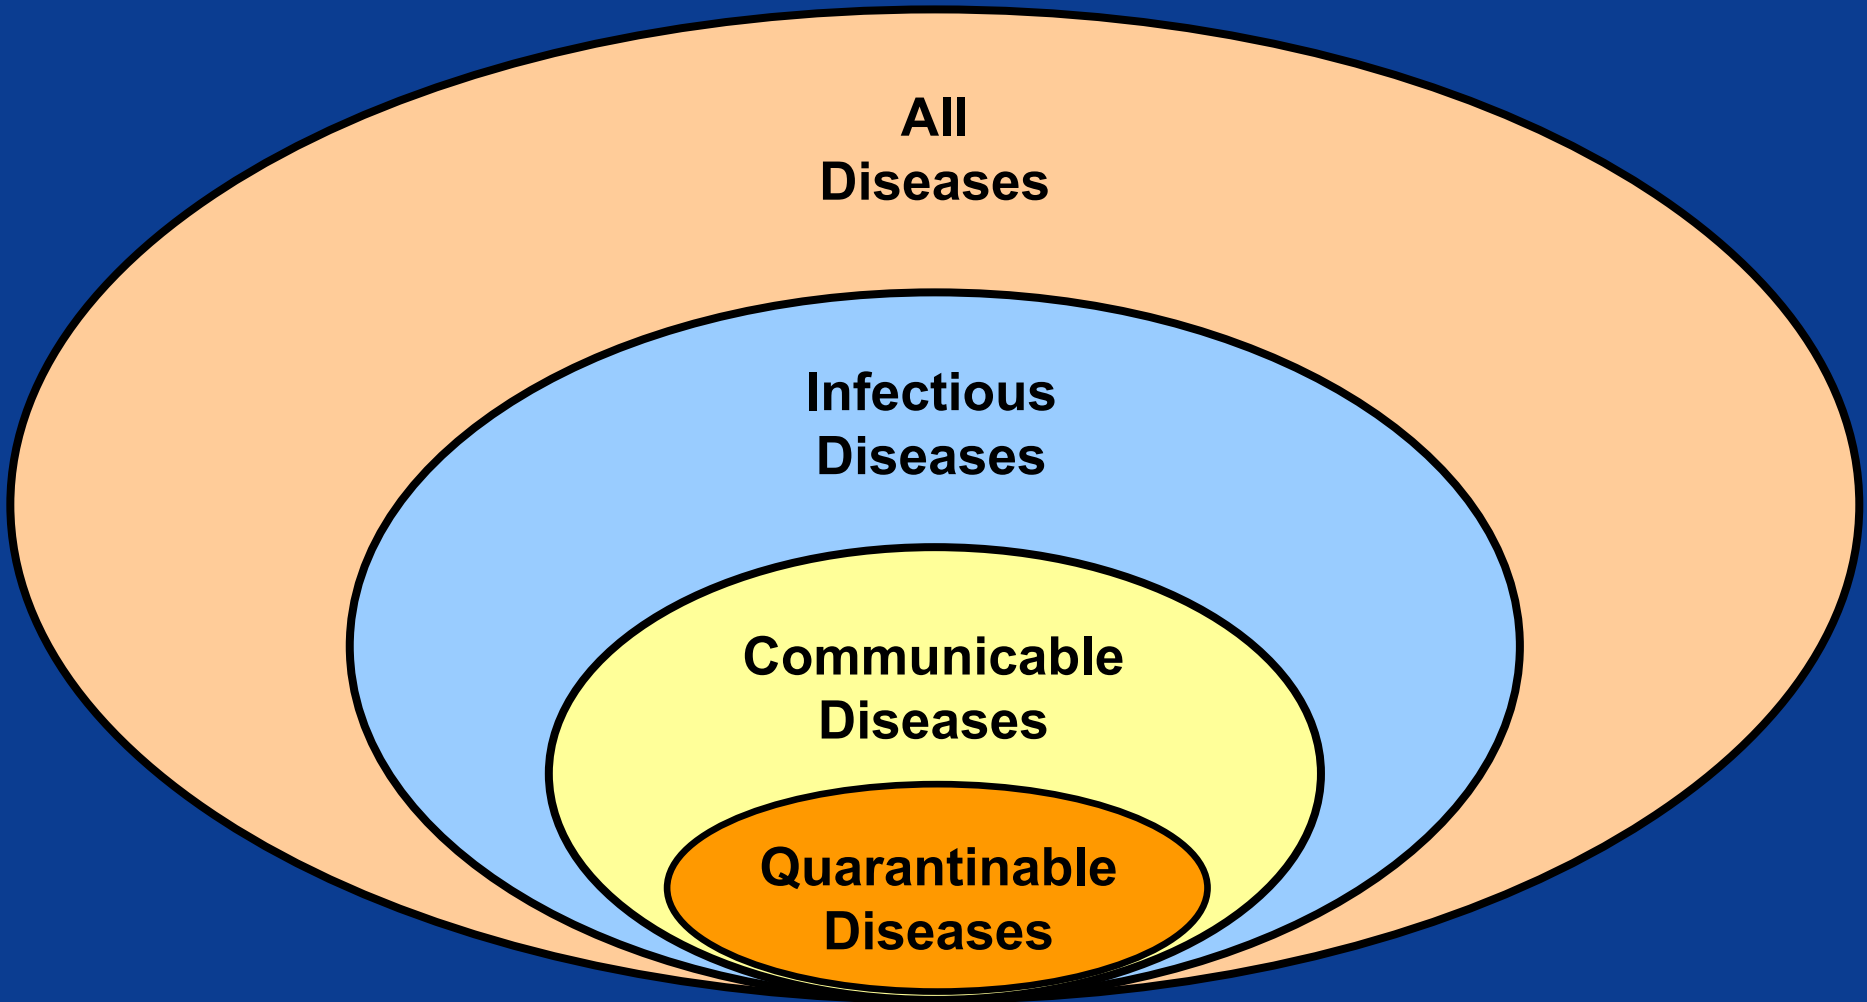 All
Diseases
Infectious
Diseases
Communicable
Diseases
Quarantinable
Diseases